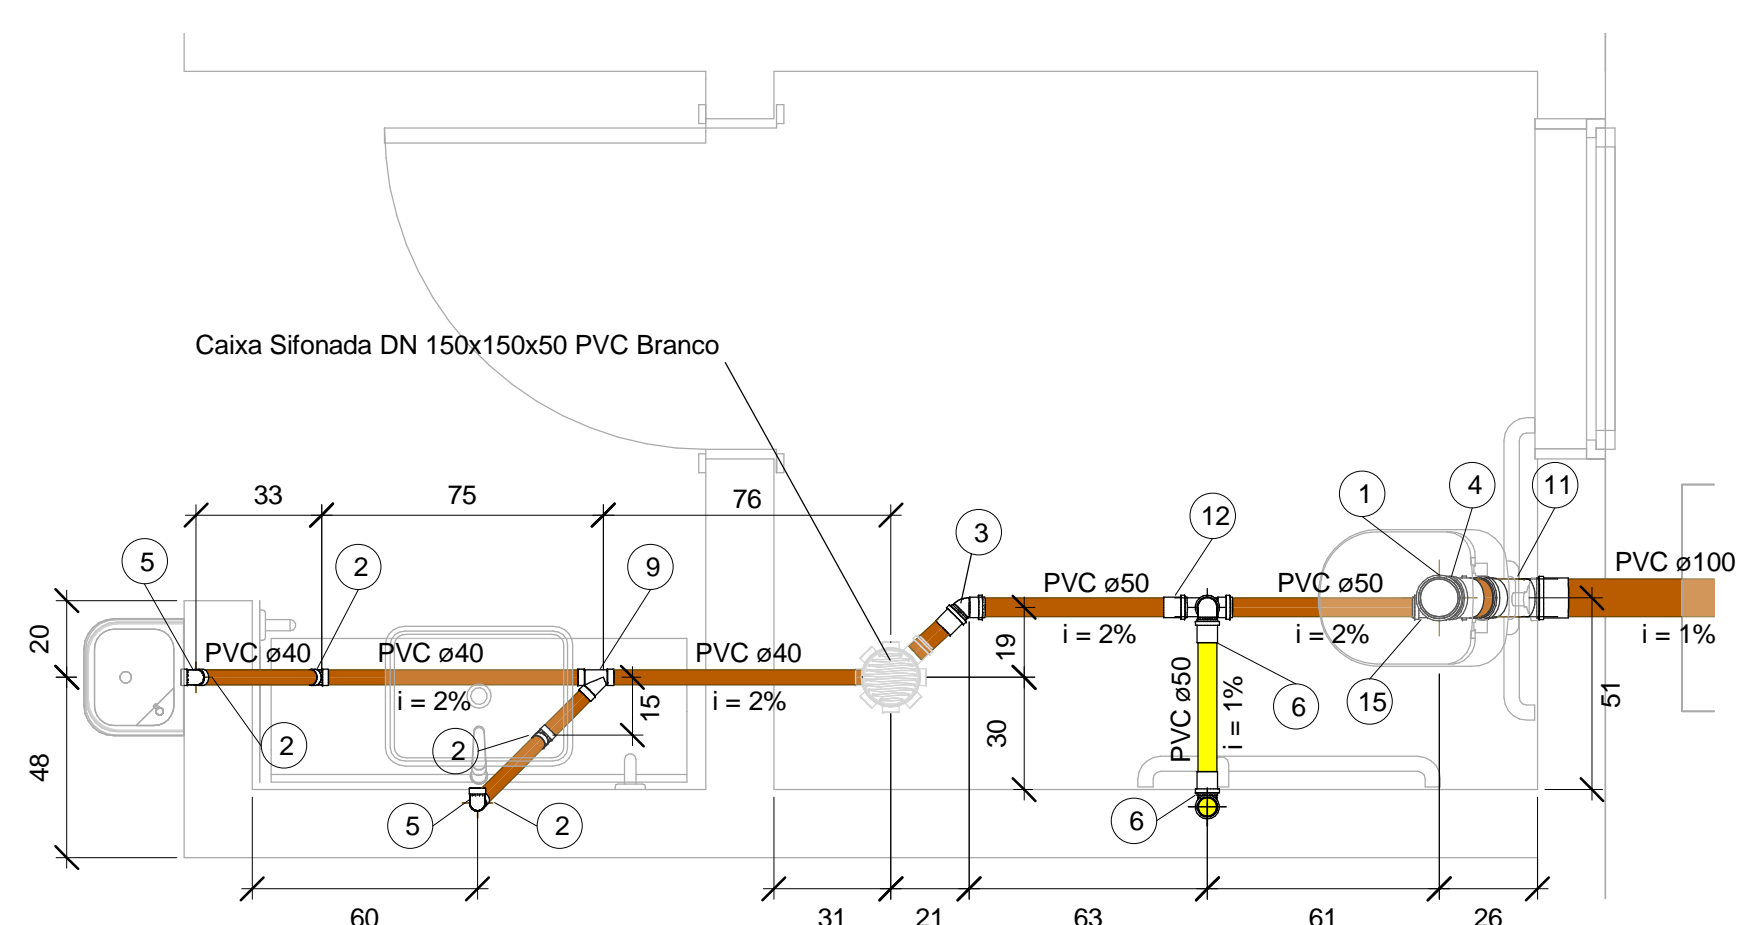 Caixa Sifonada DN 150x150x50 PVC Branco
33
75
76
5
2
9
3
12
1
4
11
PVC ø50
PVC ø50
PVC ø100
i = 2%
i = 2%
i = 1%
20
PVC ø40
PVC ø40
PVC ø40
i = 2%
i = 2%
19
15
48
2
2
30
PVC ø50
i = 1%
6
15
51
5
2
6
60
31
21
63
61
26